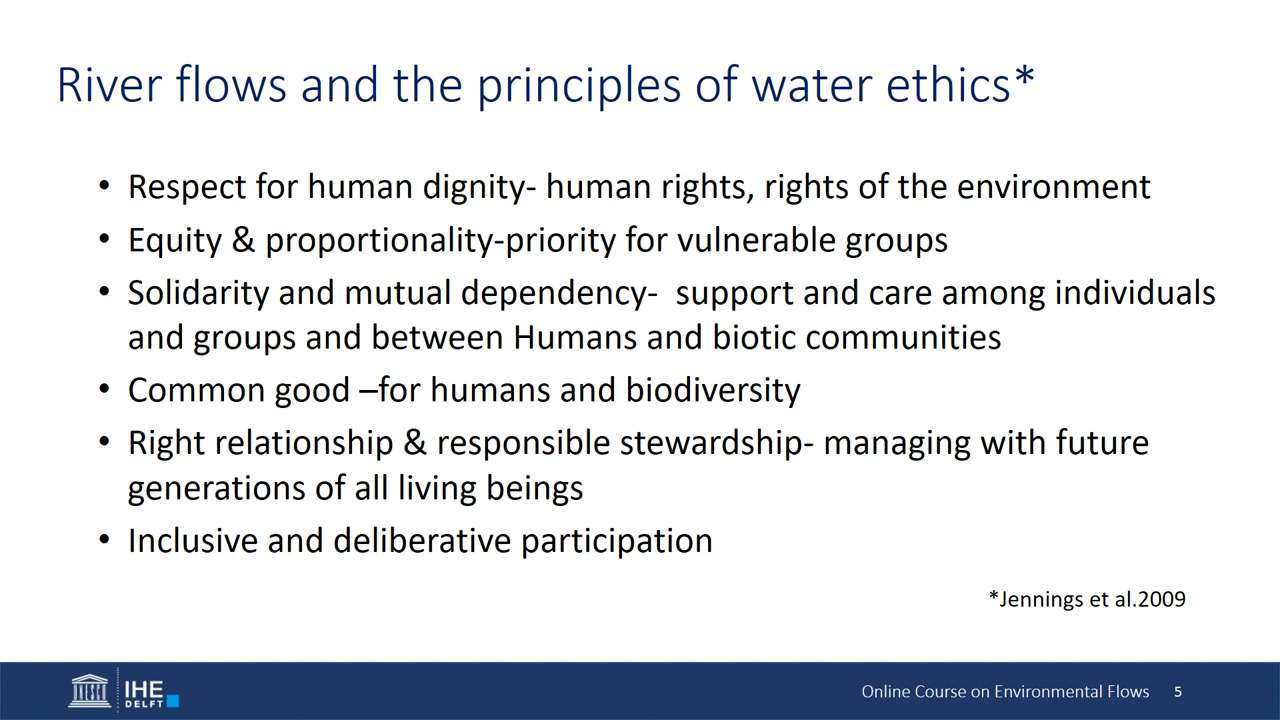 River flows and the principles of water ethics*
• Respect for human dignity- human rights, rights of the environment
• Equity & proportionality-priority for vulnerable groups
• Solidarity and mutual dependency-  support and care among individuals
and groups and between Humans and biotic communities
• Common good –for humans and biodiversity
• Right relationship & responsible stewardship- managing with future
generations of all living beings
• Inclusive and deliberative participation
*Jennings et al.2009
UNESCO
IHE
DELFT
Online Course on Environmental Flows 5